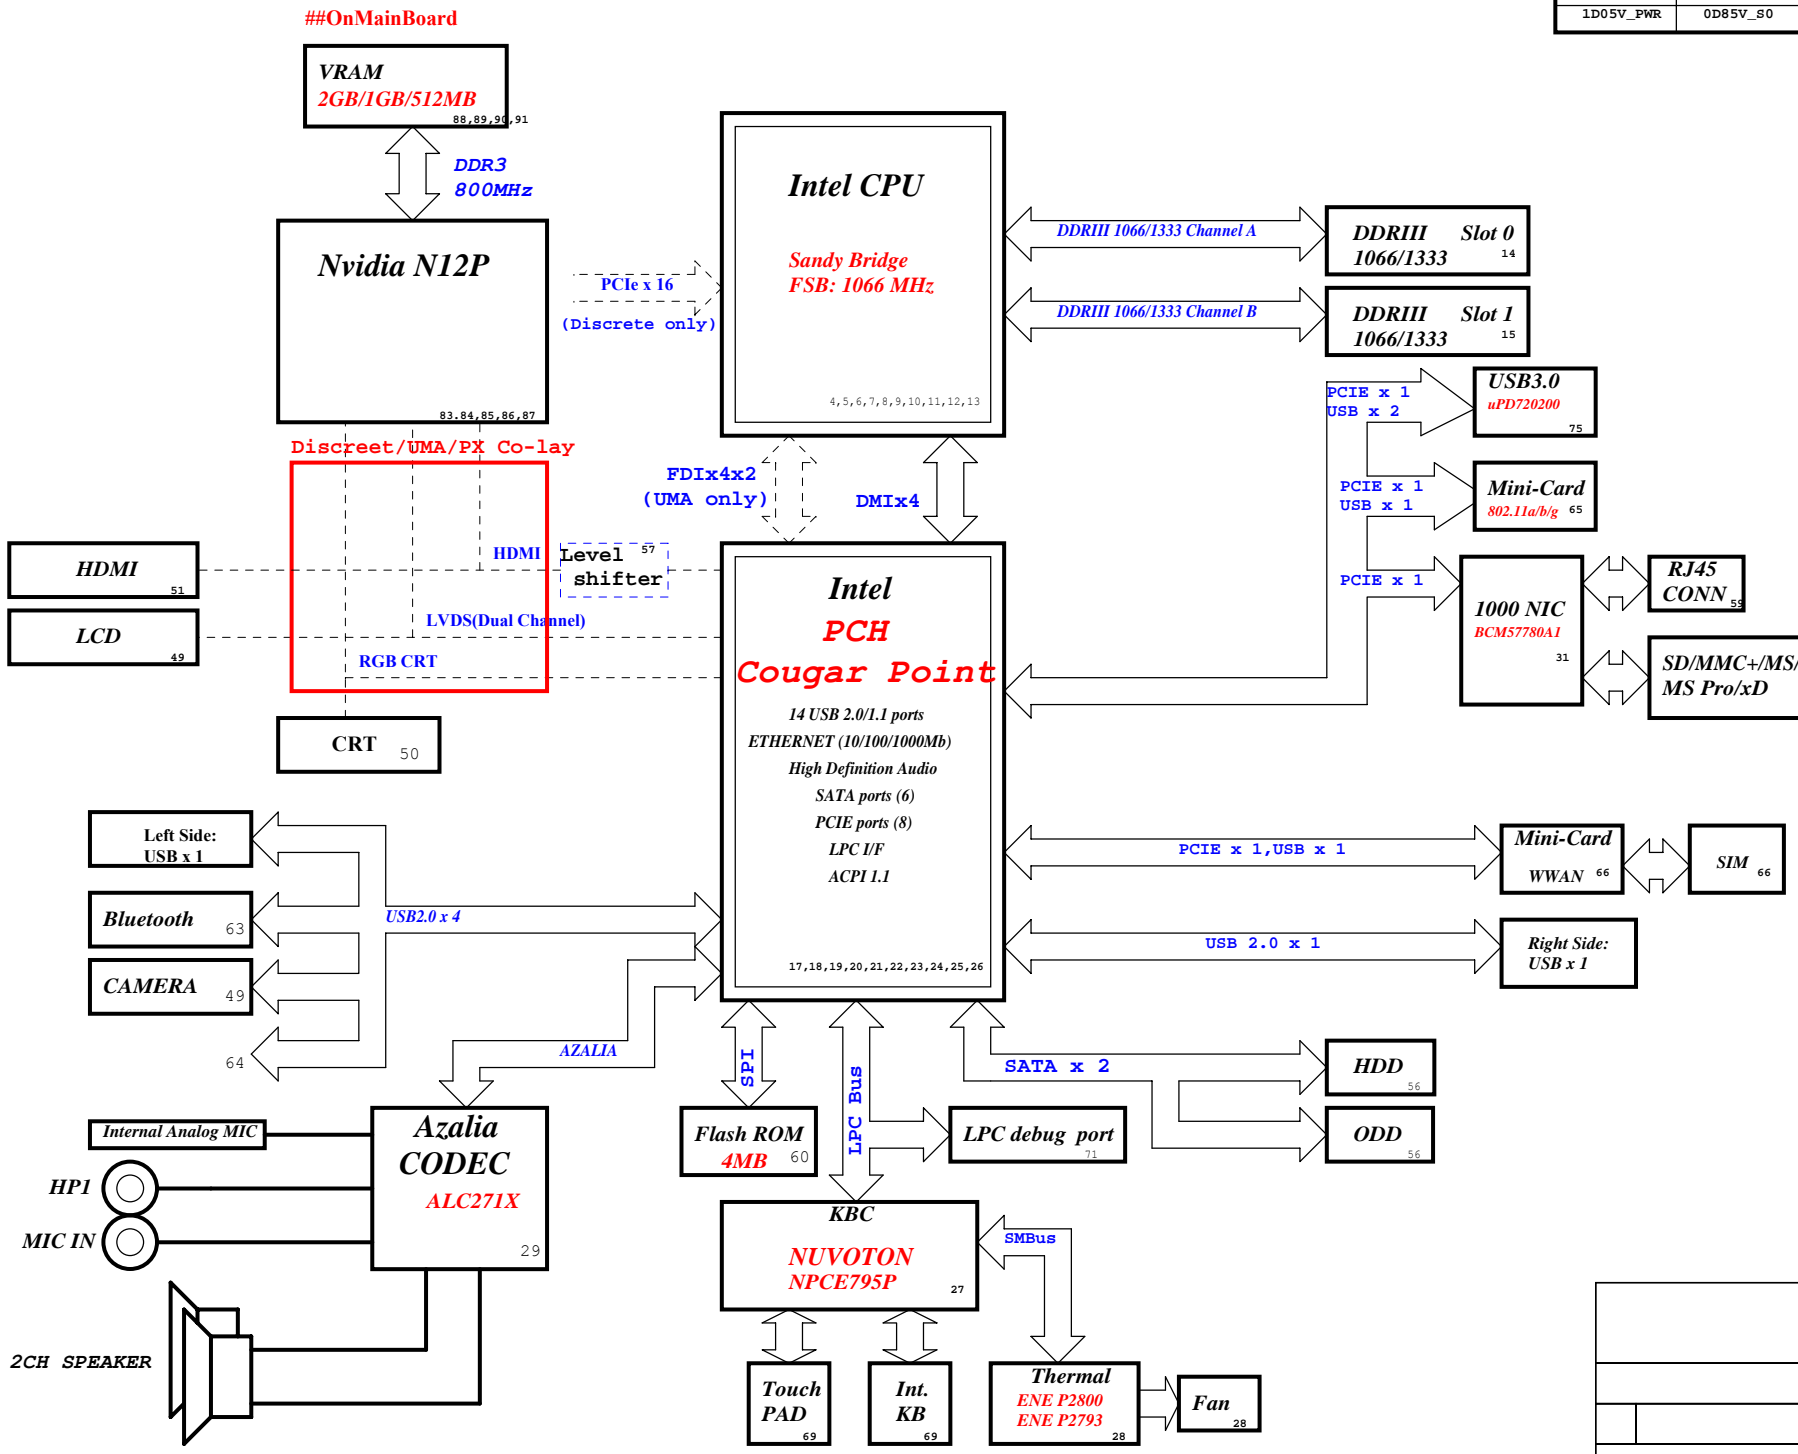 ##OnMainBoard
1D05V_PWR 0D85V_S0
VRAM
2GB/1GB/512MB
88,89,90,91
DDR3
800MHz
Nvidia N12P
83.84,85,86,87
PCIe x 16
(Discrete only)
Intel CPU
Sandy Bridge
FSB: 1066 MHz
4,5,6,7,8,9,10,11,12,13
DDRIII 1066/1333 Channel A
DDRIII Slot 0
1066/1333 14
DDRIII 1066/1333 Channel B
DDRIII Slot 1
1066/1333 15
PCIE x 1
USB x 2
USB3.0
uPD720200
75
PCIE x 1
USB x 1
Mini-Card
802.11a/b/g 65
PCIE x 1
1000 NIC
BCM57780A1
31
RJ45
CONN 59
SD/MMC+/MS/
MS Pro/xD
Discreet/UMA/PX Co-lay
FDIx4x2
(UMA only)
DMIx4
HDMI
51
LCD
49
HDMI
Level 57
shifter
LVDS(Dual Channel)
RGB CRT
CRT 50
Intel
PCH
Cougar Point
14 USB 2.0/1.1 ports
ETHERNET (10/100/1000Mb)
High Definition Audio
SATA ports (6)
PCIE ports (8)
LPC I/F
ACPI 1.1
17,18,19,20,21,22,23,24,25,26
PCIE x 1,USB x 1
Mini-Card
WWAN 66
SIM 66
USB 2.0 x 1
Right Side:
USB x 1
Left Side:
USB x 1
Bluetooth 63
CAMERA 49
64
USB2.0 x 4
AZALIA
SPI
LPC Bus
SATA x 2
HDD
56
ODD
56
Flash ROM
4MB 60
LPC debug port
71
Internal Analog MIC
HP1
MIC IN
2CH SPEAKER
Azalia
CODEC
ALC271X
29
KBC
NUVOTON
NPCE795P
27
SMBus
Touch
PAD
69
Int.
KB
69
Thermal
ENE P2800
ENE P2793
28
Fan
28